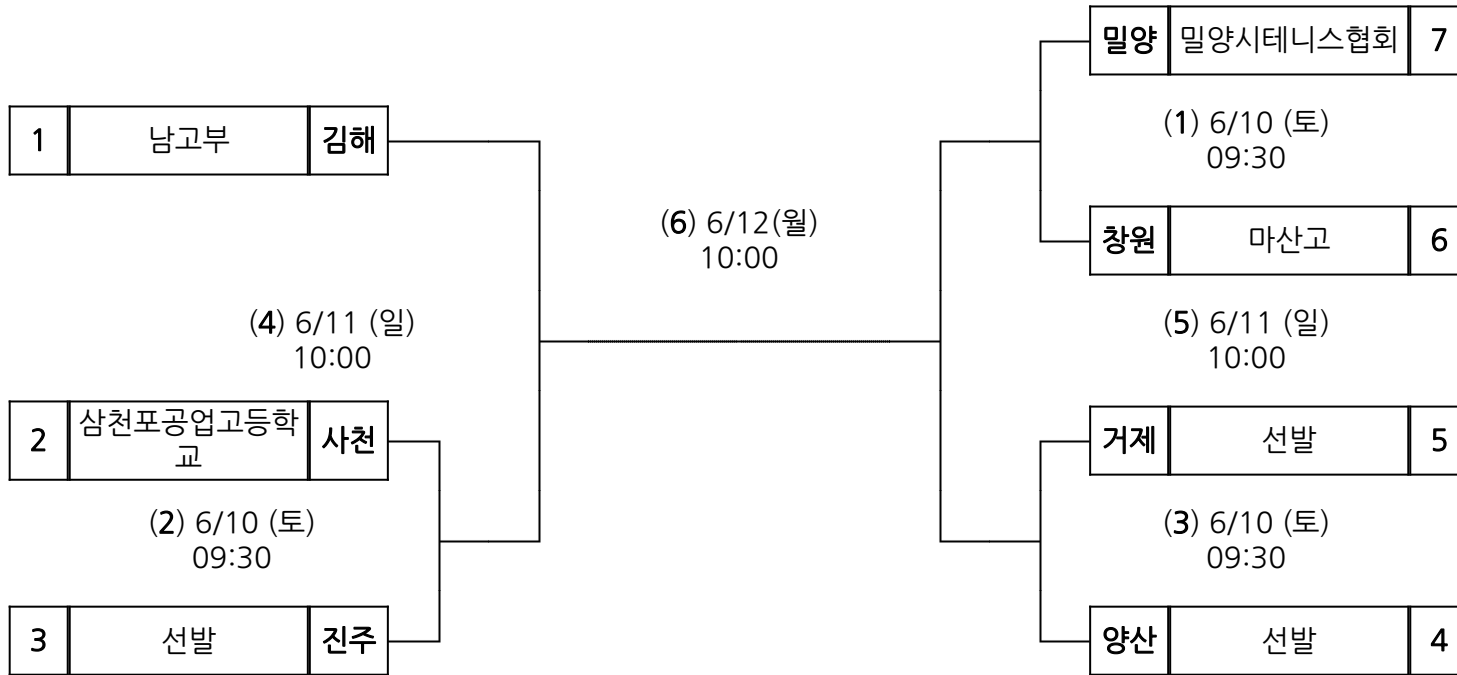 밀양 밀양시테니스협회 7
1 남고부 김해
(1) 6/10 (토)
09:30
(6) 6/12(월)
10:00
창원 마산고 6
(4) 6/11 (일)
10:00
(5) 6/11 (일)
10:00
2 삼천포공업고등학
교 사천
거제 선발 5
(2) 6/10 (토)
09:30
(3) 6/10 (토)
09:30
3 선발 진주
양산 선발 4